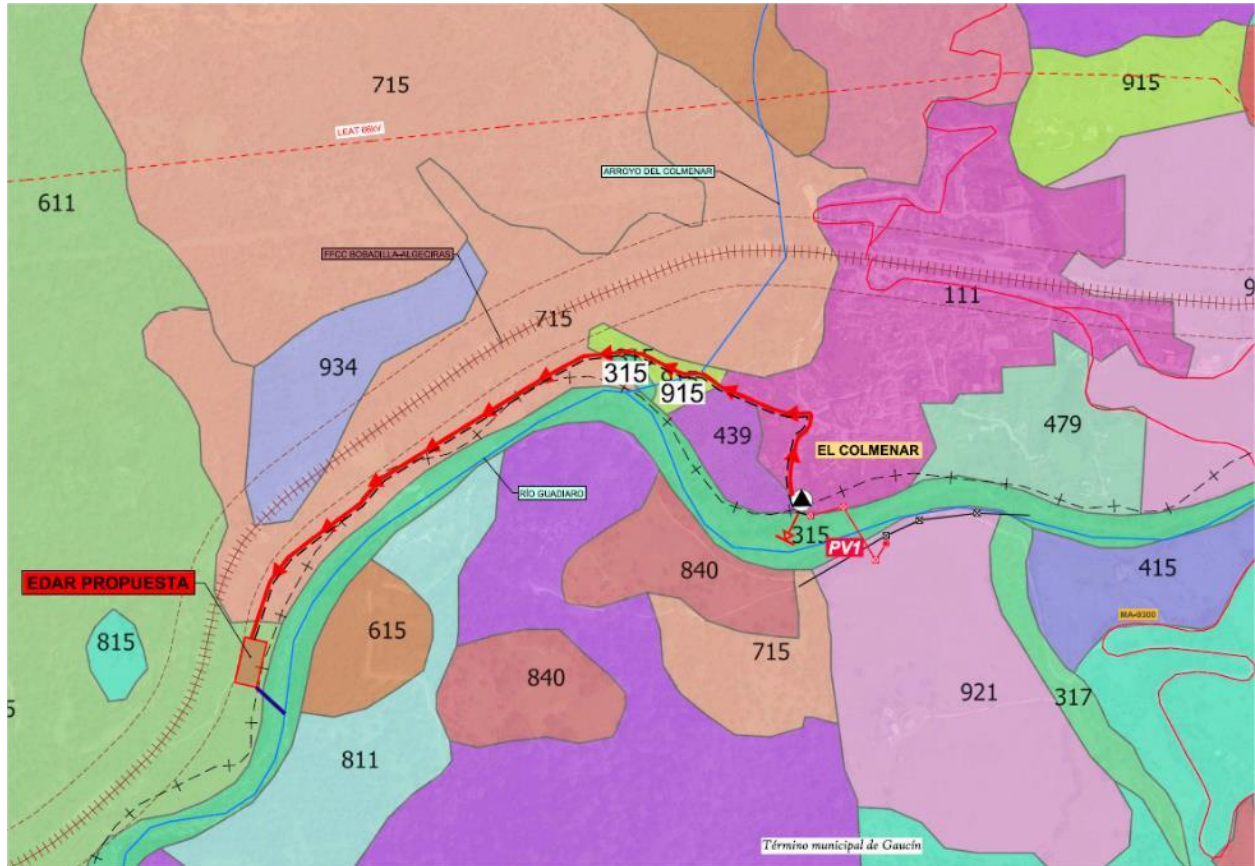 715
915
LEAT 66kV
ARROYO DEL COLMENAR
611
FFCC BOBADILLA-ALGECIRAS
111
9
715
934
315
915
439
479
EL COLMENAR
RÍO GUADIARO
315
PV1
840
415
EDAR PROPUESTA
MA-9300
615
815
715
840
921
317
5
811
Término municipal de Gaucín